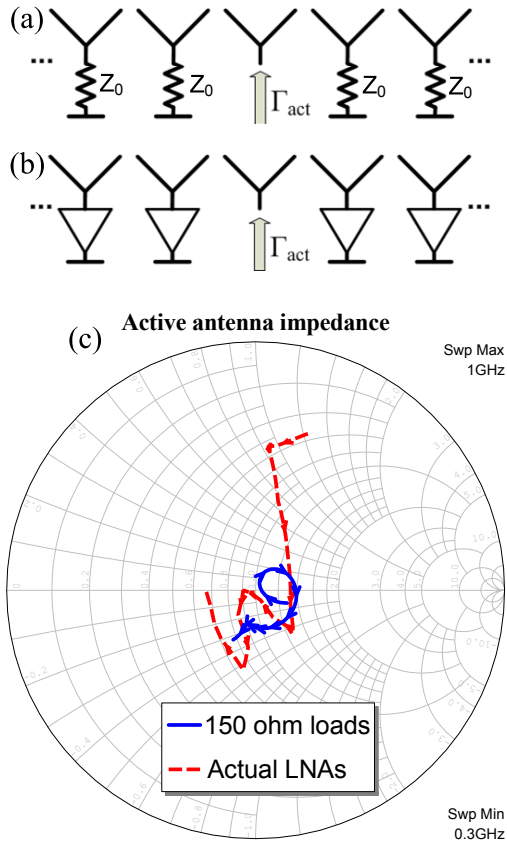 (a)
... Z₀ Z₀ Γact Z₀ Z₀ ...
(b)
... Γact ...
Active antenna impedance
(c)
Swp Max
1GHz
150 ohm loads
Actual LNAs
Swp Min
0.3GHz